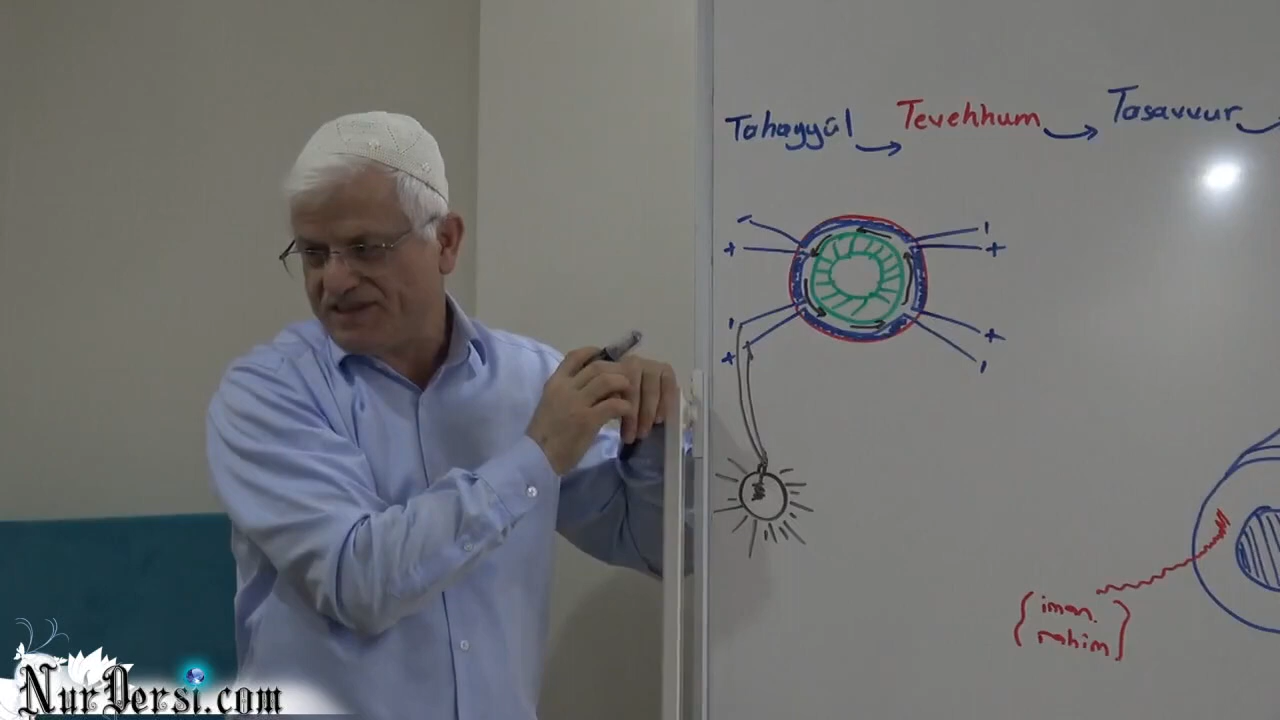 Tahayyül → Tevehhum → Tasavvur
- -
+ +
- +
+ -
{ iman }
{ rahim }
NurDersi.com